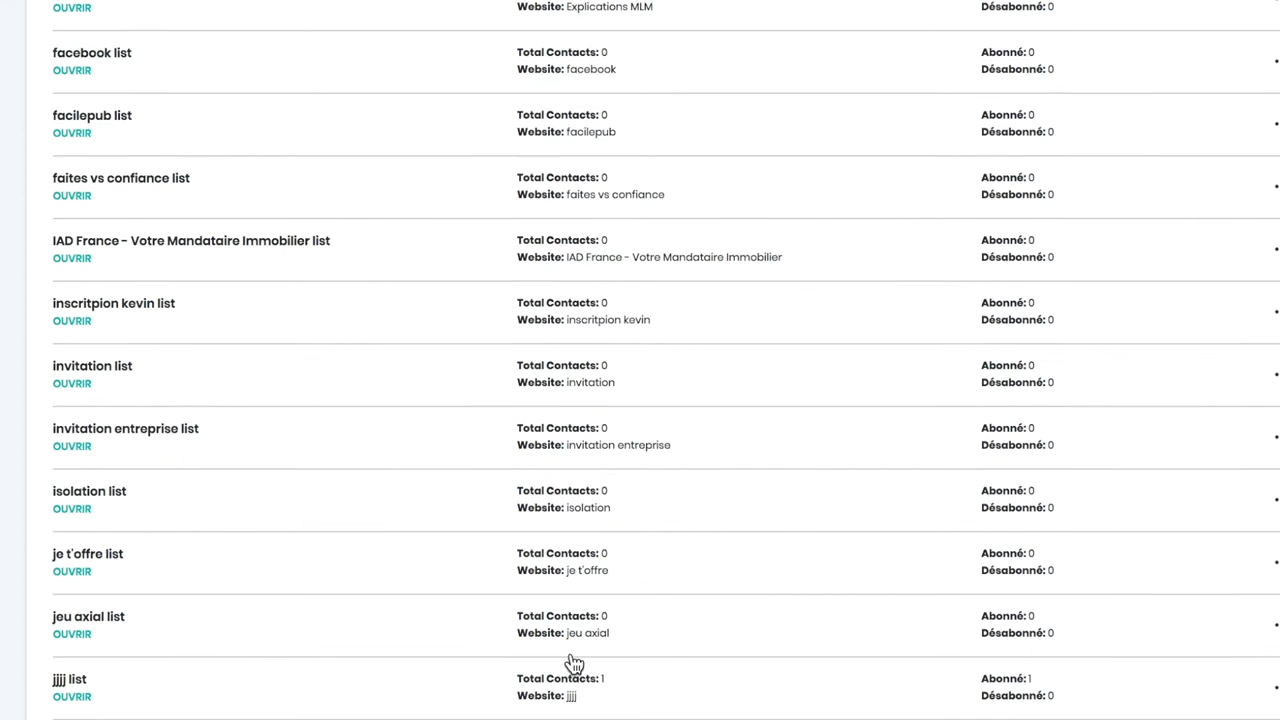 OUVRIR
Website: Explications MLM
Désabonné: 0
facebook list
OUVRIR
Total Contacts: 0
Website: facebook
Abonné: 0
Désabonné: 0
facilepub list
OUVRIR
Total Contacts: 0
Website: facilepub
Abonné: 0
Désabonné: 0
faites vs confiance list
OUVRIR
Total Contacts: 0
Website: faites vs confiance
Abonné: 0
Désabonné: 0
IAD France - Votre Mandataire Immobilier list
OUVRIR
Total Contacts: 0
Website: IAD France - Votre Mandataire Immobilier
Abonné: 0
Désabonné: 0
inscritpion kevin list
OUVRIR
Total Contacts: 0
Website: inscritpion kevin
Abonné: 0
Désabonné: 0
invitation list
OUVRIR
Total Contacts: 0
Website: invitation
Abonné: 0
Désabonné: 0
invitation entreprise list
OUVRIR
Total Contacts: 0
Website: invitation entreprise
Abonné: 0
Désabonné: 0
isolation list
OUVRIR
Total Contacts: 0
Website: isolation
Abonné: 0
Désabonné: 0
je t'offre list
OUVRIR
Total Contacts: 0
Website: je t'offre
Abonné: 0
Désabonné: 0
jeu axial list
OUVRIR
Total Contacts: 0
Website: jeu axial
Abonné: 0
Désabonné: 0
jjjj list
OUVRIR
Total Contacts: 1
Website: jjjj
Abonné: 1
Désabonné: 0